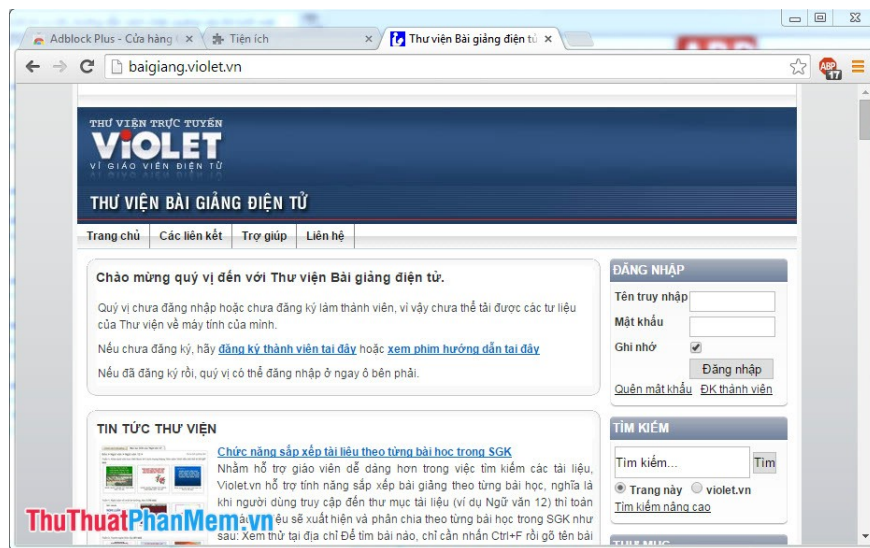 Adblock Plus - Cửa hàng
Tiện ích
Thư viện Bài giảng điện tử
baigiang.violet.vn
ABP
17
THƯ VIỆN TRỰC TUYẾN
ViOLET
VÌ GIÁO VIÊN ĐIỆN TỬ
THƯ VIỆN BÀI GIẢNG ĐIỆN TỬ
Trang chủ Các liên kết Trợ giúp Liên hệ
Chào mừng quý vị đến với Thư viện Bài giảng điện tử.
Quý vị chưa đăng nhập hoặc chưa đăng ký làm thành viên, vì vậy chưa thể tải được các tư liệu
của Thư viện về máy tính của mình.
Nếu chưa đăng ký, hãy đăng ký thành viên tại đây hoặc xem phim hướng dẫn tại đây
Nếu đã đăng ký rồi, quý vị có thể đăng nhập ở ngay ô bên phải.
ĐĂNG NHẬP
Tên truy nhập
Mật khẩu
Ghi nhớ
Đăng nhập
Quên mật khẩu ĐK thành viên
TIN TỨC THƯ VIỆN
Chức năng sắp xếp tài liệu theo từng bài học trong SGK
Nhằm hỗ trợ giáo viên dễ dàng hơn trong việc tìm kiếm các tài liệu,
Violet.vn hỗ trợ tính năng sắp xếp bài giảng theo từng bài học, nghĩa là
khi người dùng truy cập đến thư mục tài liệu (ví dụ Ngữ văn 12) thì toàn
liệu sẽ xuất hiện và phân chia theo từng bài học trong SGK như
sau: Xem thử tại địa chỉ Để tìm bài nào, chỉ cần nhấn Ctrl+F rồi gõ tên bài
TÌM KIẾM
Tìm kiếm... Tìm
Trang này violet.vn
Tìm kiếm nâng cao
THƯ MỤC
ThuThuatPhanMem.vn